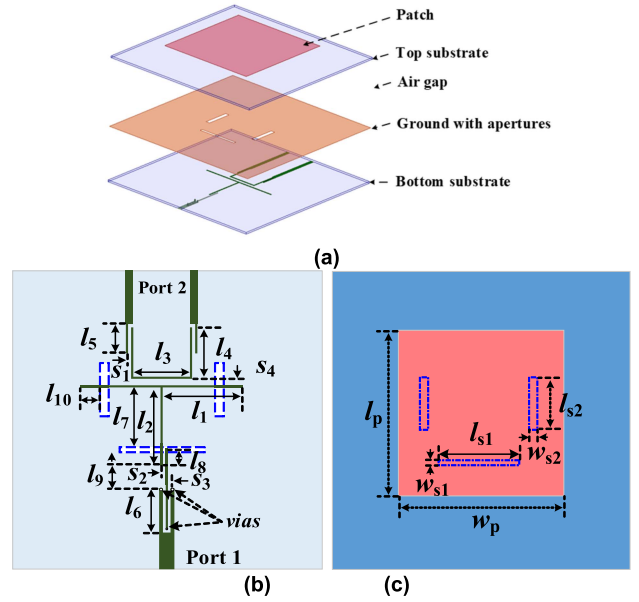 Patch
Top substrate
Air gap
Ground with apertures
Bottom substrate
(a)
Port 2
l5
l3
l4
s1
s4
l10
l7
l2
l1
l9
s2
l8
s3
l6
vias
Port 1
(b)
lp
ls1
ls2
ws1
ws2
wp
(c)